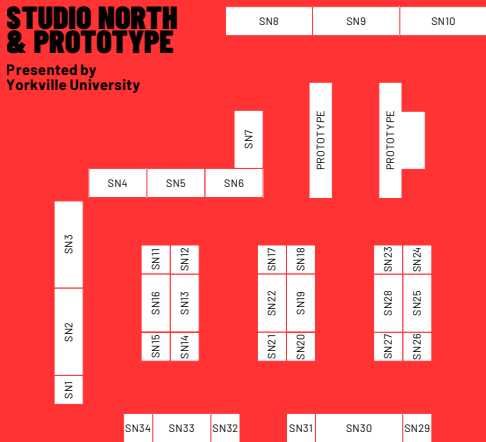 STUDIO NORTH
& PROTOTYPE
Presented by
Yorkville University
SN8 SN9 SN10
PROTOTYPE PROTOTYPE
SN7
SN4 SN5 SN6
SN3
SN11 SN12 SN17 SN18 SN23 SN24
SN16 SN13 SN22 SN19 SN28 SN25
SN2
SN15 SN14 SN21 SN20 SN27 SN26
SN1
SN34 SN33 SN32 SN31 SN30 SN29